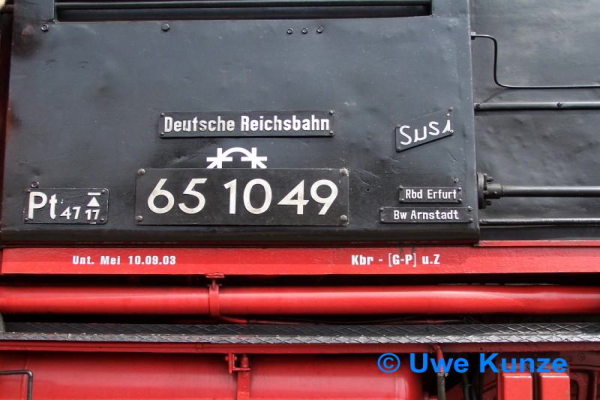 Deutsche Reichsbahn
Susi
65 1049
Pt 47 17
Rbd Erfurt
Bw Arnstadt
Unt. Mei 10.09.03
Kbr - [G-P] u.Z
© Uwe Kunze